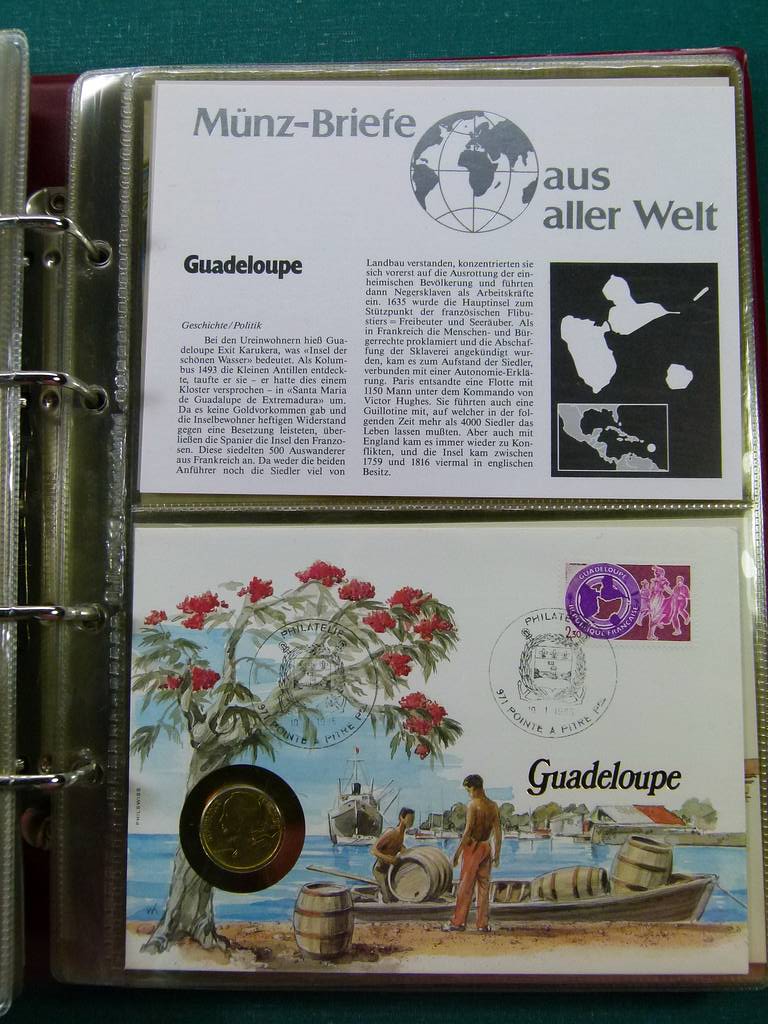 Münz-Briefe
aus
aller Welt
Guadeloupe
Geschichte/Politik
Bei den Ureinwohnern hieß Gua-
deloupe Exit Karukera, was «Insel der
schönen Wasser» bedeutet. Als Kolum-
bus 1493 die Kleinen Antillen entdeck-
te, taufte er sie – er hatte dies einem
Kloster versprochen – in «Santa Maria
de Guadalupe de Extremadura» um.
Da es keine Goldvorkommen gab und
die Inselbewohner heftigen Widerstand
gegen eine Besetzung leisteten, über-
ließen die Spanier die Insel den Franzo-
sen. Diese siedelten 500 Auswanderer
aus Frankreich an. Da weder die beiden
Anführer noch die Siedler viel von
Landbau verstanden, konzentrierten sie
sich vorerst auf die Ausrottung der ein-
heimischen Bevölkerung und führten
dann Negersklaven als Arbeitskräfte
ein. 1635 wurde die Hauptinsel zum
Stützpunkt der französischen Flibu-
stiers = Freibeuter und Seeräuber. Als
in Frankreich die Menschen- und Bür-
gerrechte proklamiert und die Abschaf-
fung der Sklaverei angekündigt wur-
den, kam es zum Aufstand der Siedler,
verbunden mit einer Autonomie-Erklä-
rung. Paris entsandte eine Flotte mit
1150 Mann unter dem Kommando von
Victor Hughes. Sie führten auch eine
Guillotine mit, auf welcher in der fol-
genden Zeit mehr als 4000 Siedler das
Leben lassen mußten. Aber auch mit
England kam es immer wieder zu Kon-
flikten, und die Insel kam zwischen
1759 und 1816 viermal in englischen
Besitz.
GUADELOUPE
RÉPUBLIQUE FRANÇAISE
PHILATELIE
971 POINTE A PITRE
PHILATELIE
971 POINTE A PITRE
Guadeloupe
PHILSWISS